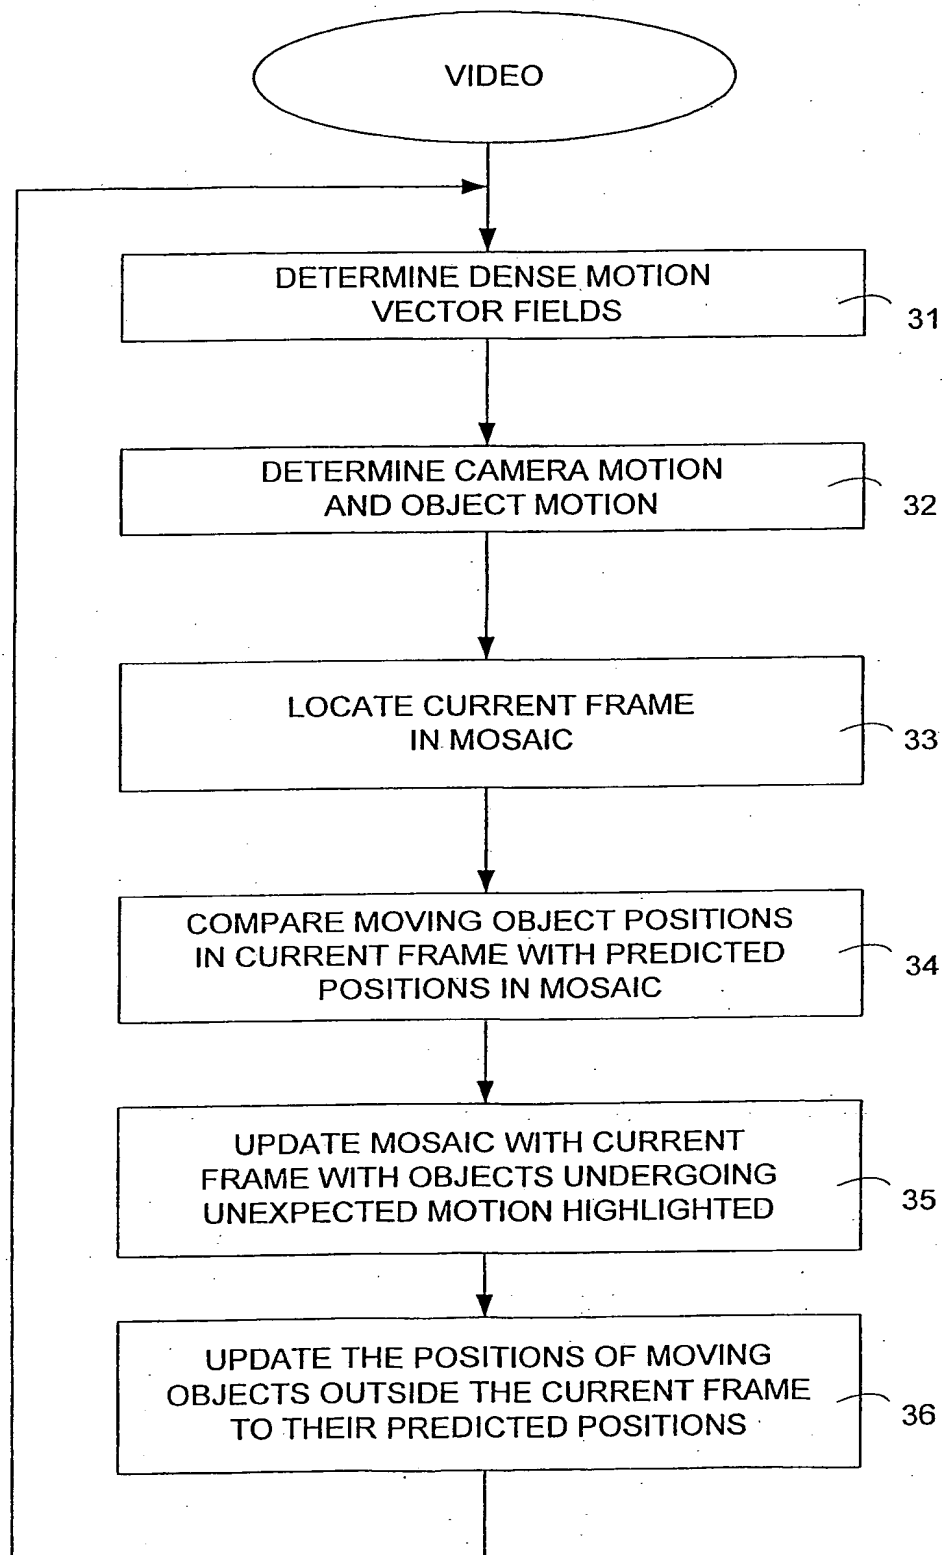 VIDEO
DETERMINE DENSE MOTION
VECTOR FIELDS
31
DETERMINE CAMERA MOTION
AND OBJECT MOTION
32
LOCATE CURRENT FRAME
IN MOSAIC
33
COMPARE MOVING OBJECT POSITIONS
IN CURRENT FRAME WITH PREDICTED
POSITIONS IN MOSAIC
34
UPDATE MOSAIC WITH CURRENT
FRAME WITH OBJECTS UNDERGOING
UNEXPECTED MOTION HIGHLIGHTED
35
UPDATE THE POSITIONS OF MOVING
OBJECTS OUTSIDE THE CURRENT FRAME
TO THEIR PREDICTED POSITIONS
36